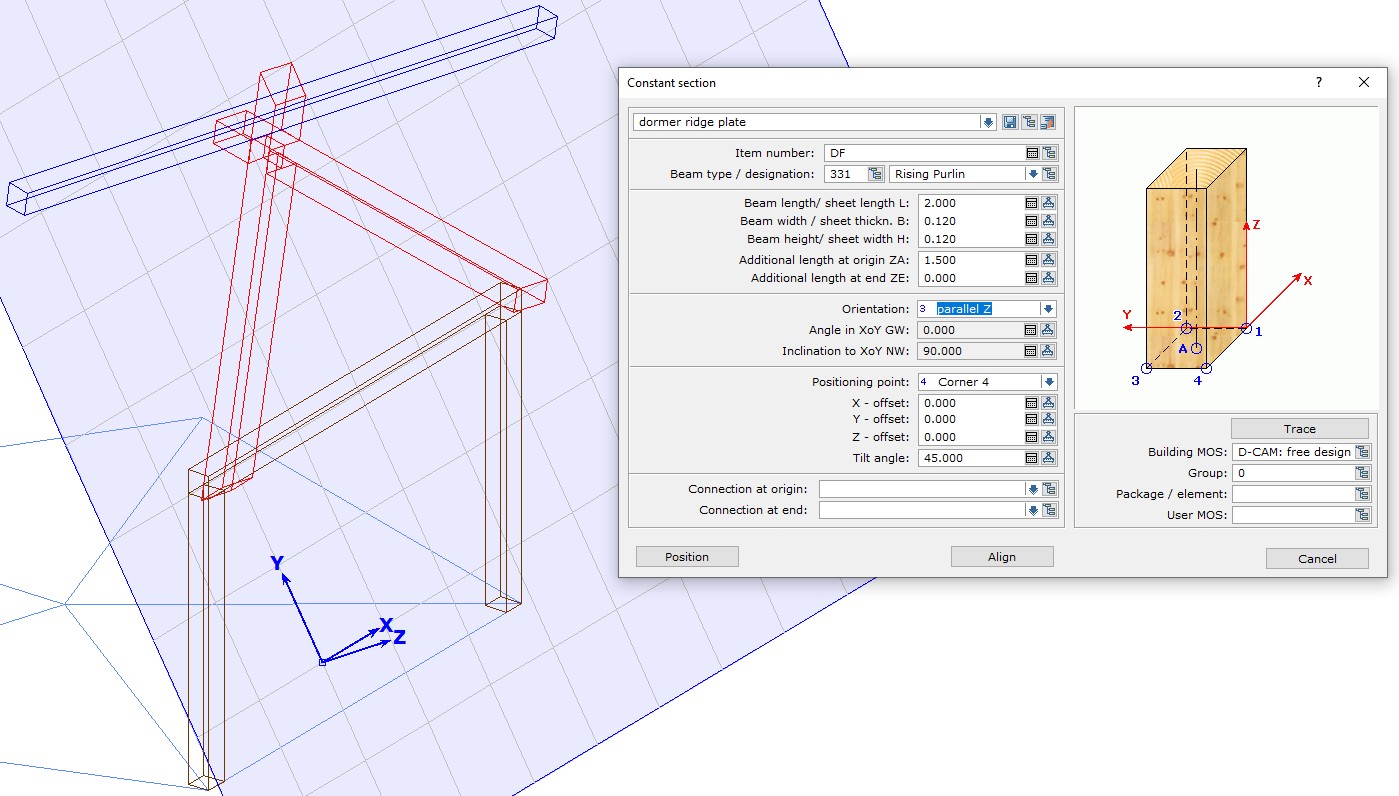 Constant section ?
dormer ridge plate
Item number: DF
Beam type / designation: 331 Rising Purlin
Beam length/ sheet length L: 2.000
Beam width / sheet thickn. B: 0.120
Beam height/ sheet width H: 0.120
Additional length at origin ZA: 1.500
Additional length at end ZE: 0.000
Orientation: 3 parallel Z
Angle in XoY GW: 0.000
Inclination to XoY NW: 90.000
Positioning point: 4 Corner 4
X - offset: 0.000
Y - offset: 0.000
Z - offset: 0.000
Tilt angle: 45.000
Connection at origin:
Connection at end:
Position Align Cancel
Z
X
Y
2
1
A
3 4
Trace
Building MOS: D-CAM: free design
Group: 0
Package / element:
User MOS:
Y
X
Z